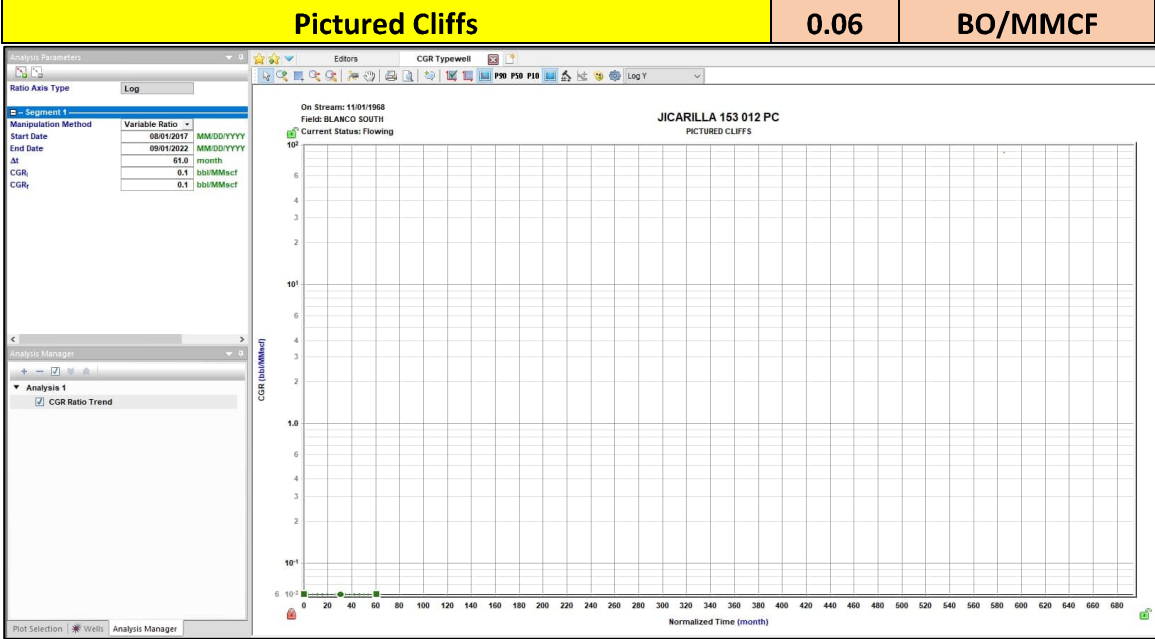 Pictured Cliffs 0.06 BO/MMCF
Analysis Parameters
Ratio Axis Type Log
Segment 1
Manipulation Method Variable Ratio
Start Date 08/01/2017 MM/DD/YYYY
End Date 09/01/2022 MM/DD/YYYY
Δt 61.0 month
CGRi 0.1 bbl/MMscf
CGRf 0.1 bbl/MMscf
Analysis Manager
Analysis 1
CGR Ratio Trend
Plot Selection Wells Analysis Manager
Editors CGR Typewell
P90 P50 P10 Log Y
On Stream: 11/01/1968
Field: BLANCO SOUTH
Current Status: Flowing
JICARILLA 153 012 PC
PICTURED CLIFFS
10²
6
4
3
2
10¹
6
4
3
2
1.0
6
4
3
2
10⁻¹
6 10⁻²
CGR (bbl/MMscf)
0 20 40 60 80 100 120 140 160 180 200 220 240 260 280 300 320 340 360 380 400 420 440 460 480 500 520 540 560 580 600 620 640 660 680
Normalized Time (month)